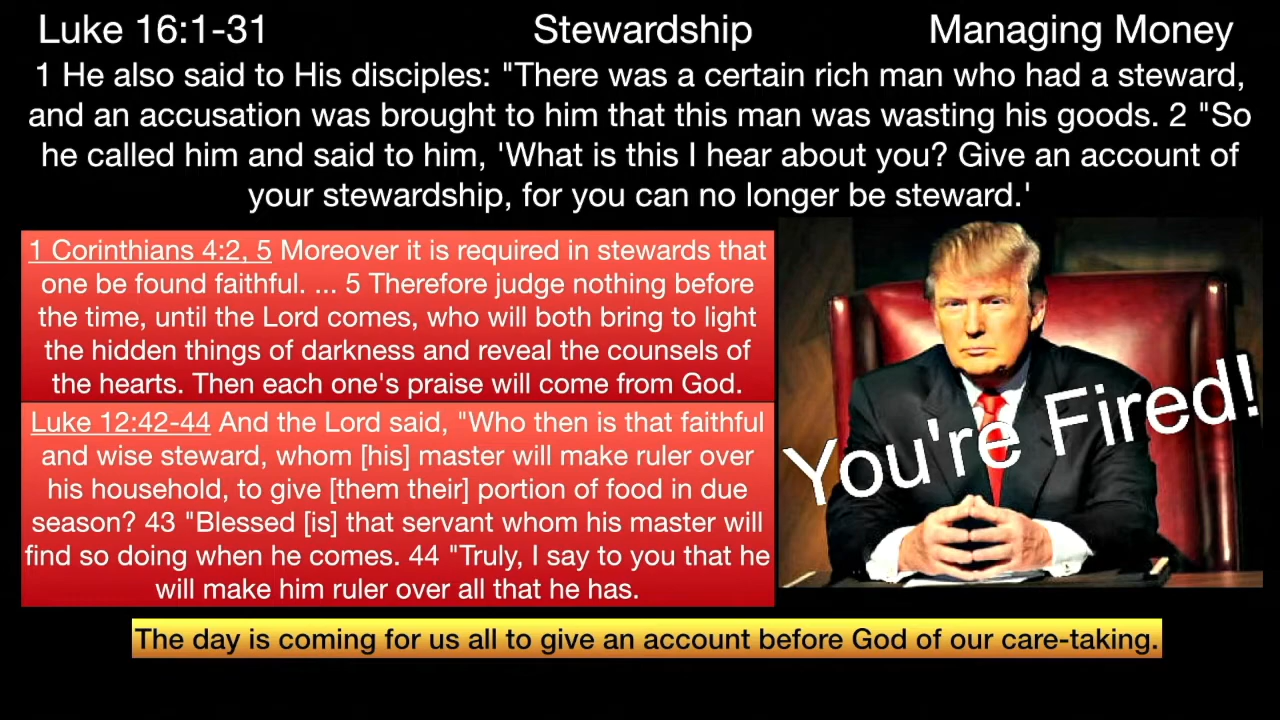 Luke 16:1-31 Stewardship Managing Money
1 He also said to His disciples: "There was a certain rich man who had a steward,
and an accusation was brought to him that this man was wasting his goods. 2 "So
he called him and said to him, 'What is this I hear about you? Give an account of
your stewardship, for you can no longer be steward.'
1 Corinthians 4:2, 5 Moreover it is required in stewards that
one be found faithful. ... 5 Therefore judge nothing before
the time, until the Lord comes, who will both bring to light
the hidden things of darkness and reveal the counsels of
the hearts. Then each one's praise will come from God.
Luke 12:42-44 And the Lord said, "Who then is that faithful
and wise steward, whom [his] master will make ruler over
his household, to give [them their] portion of food in due
season? 43 "Blessed [is] that servant whom his master will
find so doing when he comes. 44 "Truly, I say to you that he
will make him ruler over all that he has.
You're Fired!
The day is coming for us all to give an account before God of our care-taking.